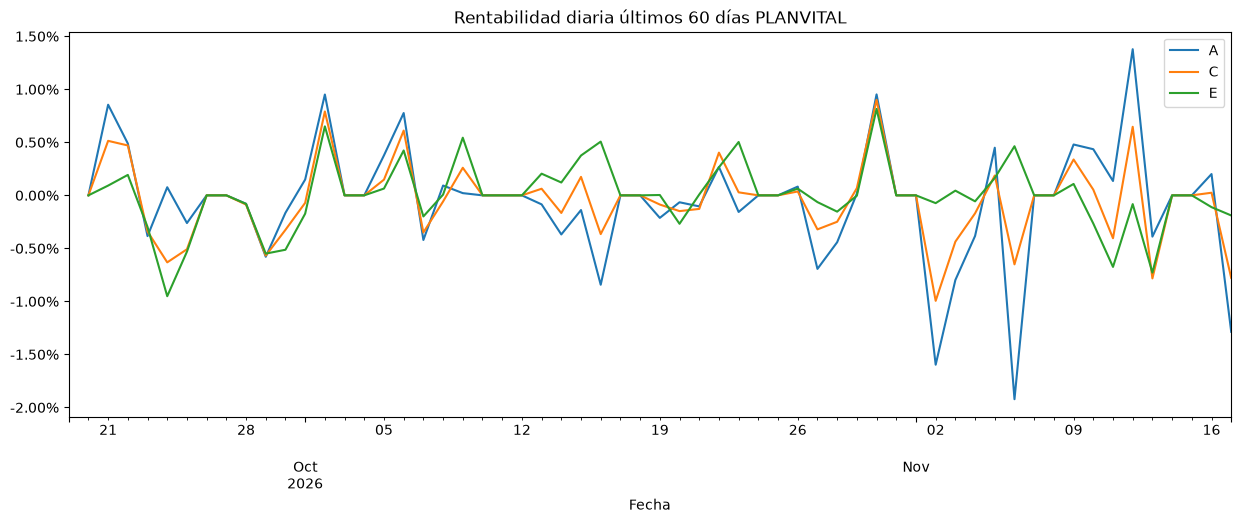 Rentabilidad diaria últimos 60 días PLANVITAL
1.50%
1.00%
0.50%
0.00%
-0.50%
-1.00%
-1.50%
-2.00%
A
C
E
21 28 05 12 19 26 02 09 16
Oct Nov
2026
Fecha